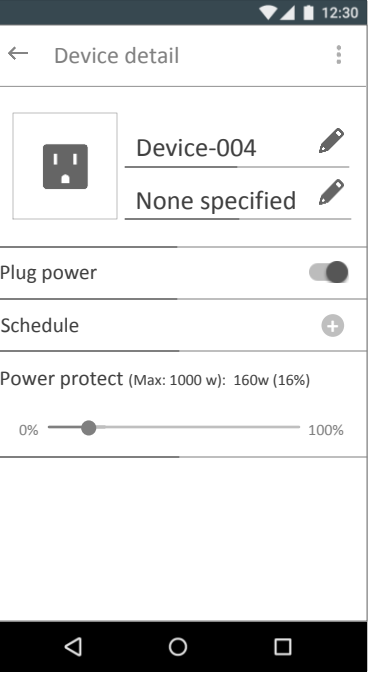 12:30
Device detail
Device-004
None specified
Plug power
Schedule
Power protect (Max: 1000 w): 160w (16%)
0% 100%